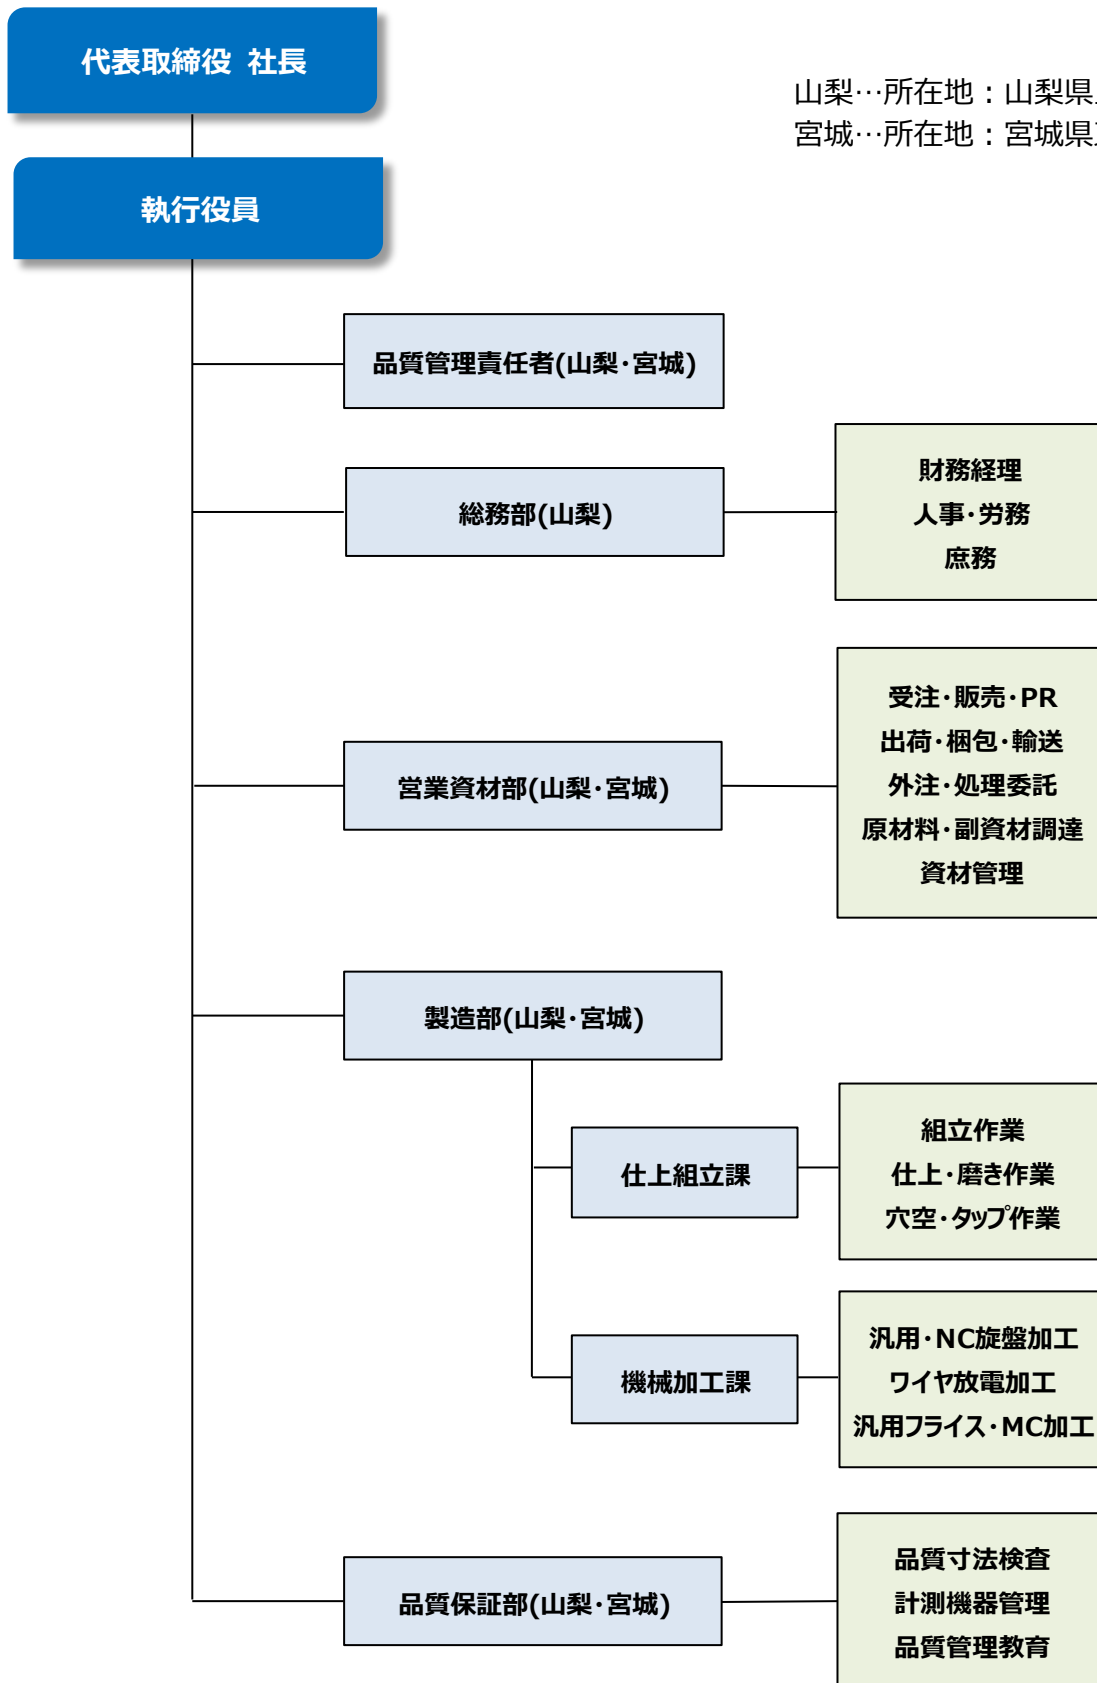 代表取締役 社長
山梨…所在地：山梨県
宮城…所在地：宮城県
執行役員
品質管理責任者(山梨･宮城)
総務部(山梨)
財務経理
人事･労務
庶務
営業資材部(山梨･宮城)
受注･販売･PR
出荷･梱包･輸送
外注･処理委託
原材料･副資材調達
資材管理
製造部(山梨･宮城)
仕上組立課
組立作業
仕上･磨き作業
穴空･タップ作業
機械加工課
汎用･NC旋盤加工
ワイヤ放電加工
汎用フライス･MC加工
品質保証部(山梨･宮城)
品質寸法検査
計測機器管理
品質管理教育